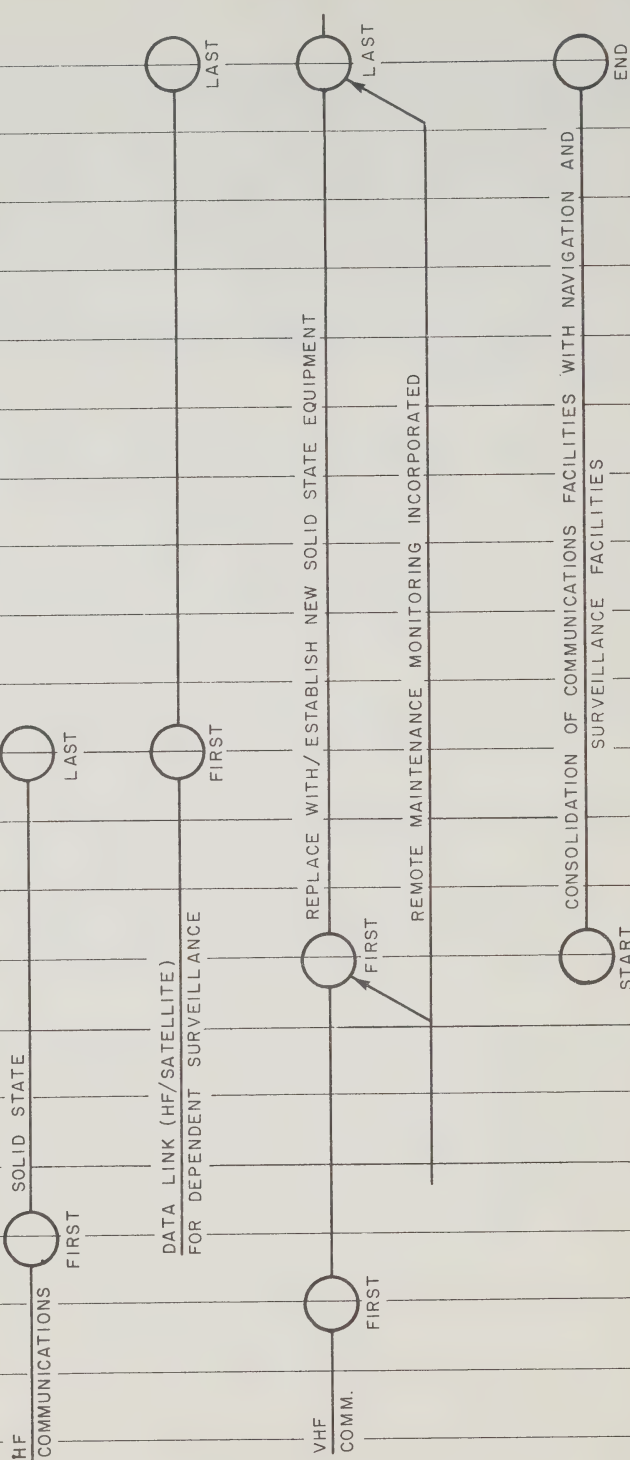 HF
COMMUNICATIONS
FIRST
SOLID STATE
LAST
DATA LINK (HF/SATELLITE)
FOR DEPENDENT SURVEILLANCE
FIRST
LAST
VHF
COMM.
FIRST
FIRST
REPLACE WITH/ESTABLISH NEW SOLID STATE EQUIPMENT
LAST
REMOTE MAINTENANCE MONITORING INCORPORATED
START
CONSOLIDATION OF COMMUNICATIONS FACILITIES WITH NAVIGATION AND
SURVEILLANCE FACILITIES
END